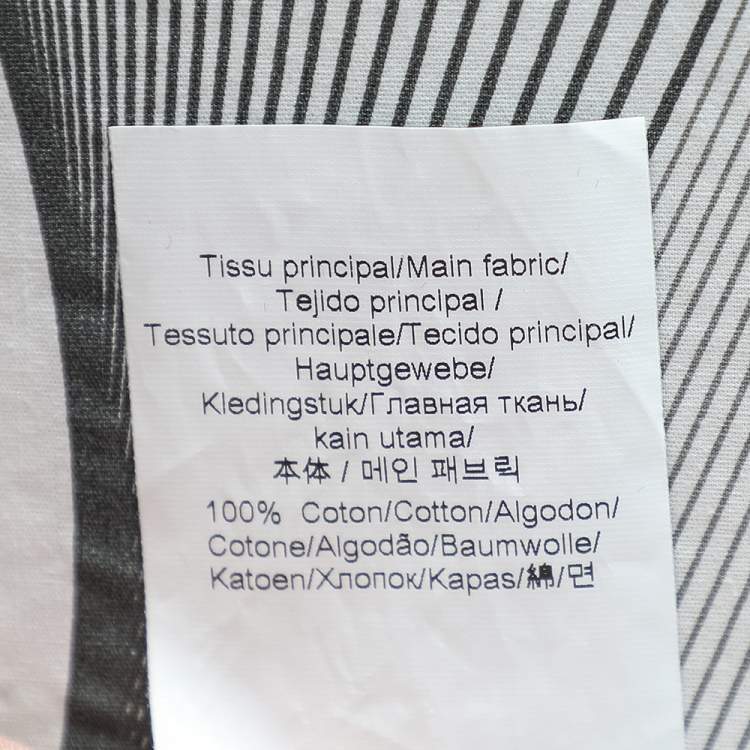 Tissu principal/Main fabric/
Tejido principal /
Tessuto principale/Tecido principal/
Hauptgewebe/
Kledingstuk/Главная ткань/
kain utama/
本体 / 메인 패브릭
100% Coton/Cotton/Algodon/
Cotone/Algodão/Baumwolle/
Katoen/Хлопок/Kapas/綿/면